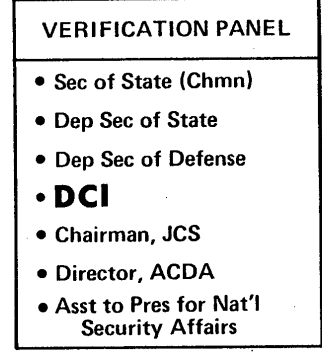 VERIFICATION PANEL
• Sec of State (Chmn)
• Dep Sec of State
• Dep Sec of Defense
• DCI
• Chairman, JCS
• Director, ACDA
• Asst to Pres for Nat'l
Security Affairs